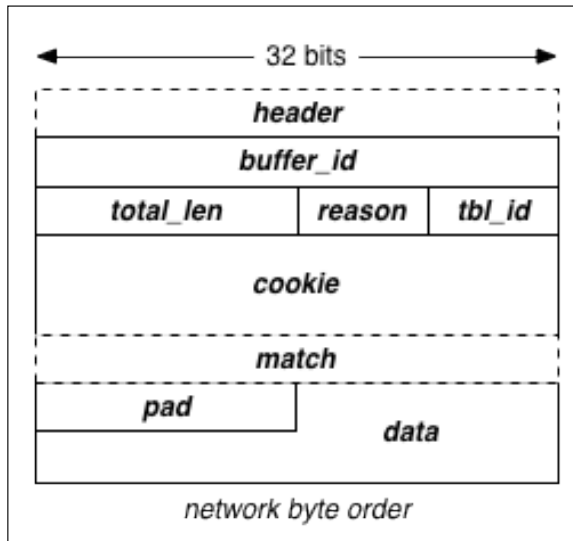 32 bits
header
buffer_id
total_len reason tbl_id
cookie
match
pad
data
network byte order